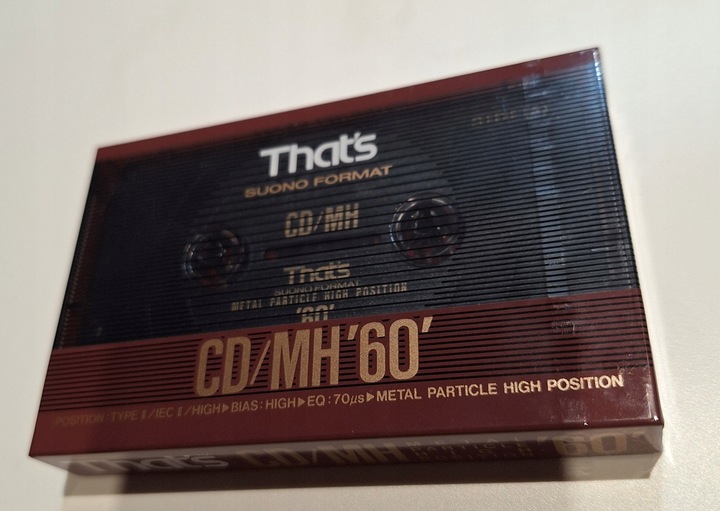 That's
SUONO FORMAT
CD/MH
That's
SUONO FORMAT
METAL PARTICLE HIGH POSITION
'60'
CD/MH'60'
POSITION : TYPE II/IEC II/HIGH▶BIAS : HIGH▶EQ : 70µs▶METAL PARTICLE HIGH POSITION
That's CD/MH '60'